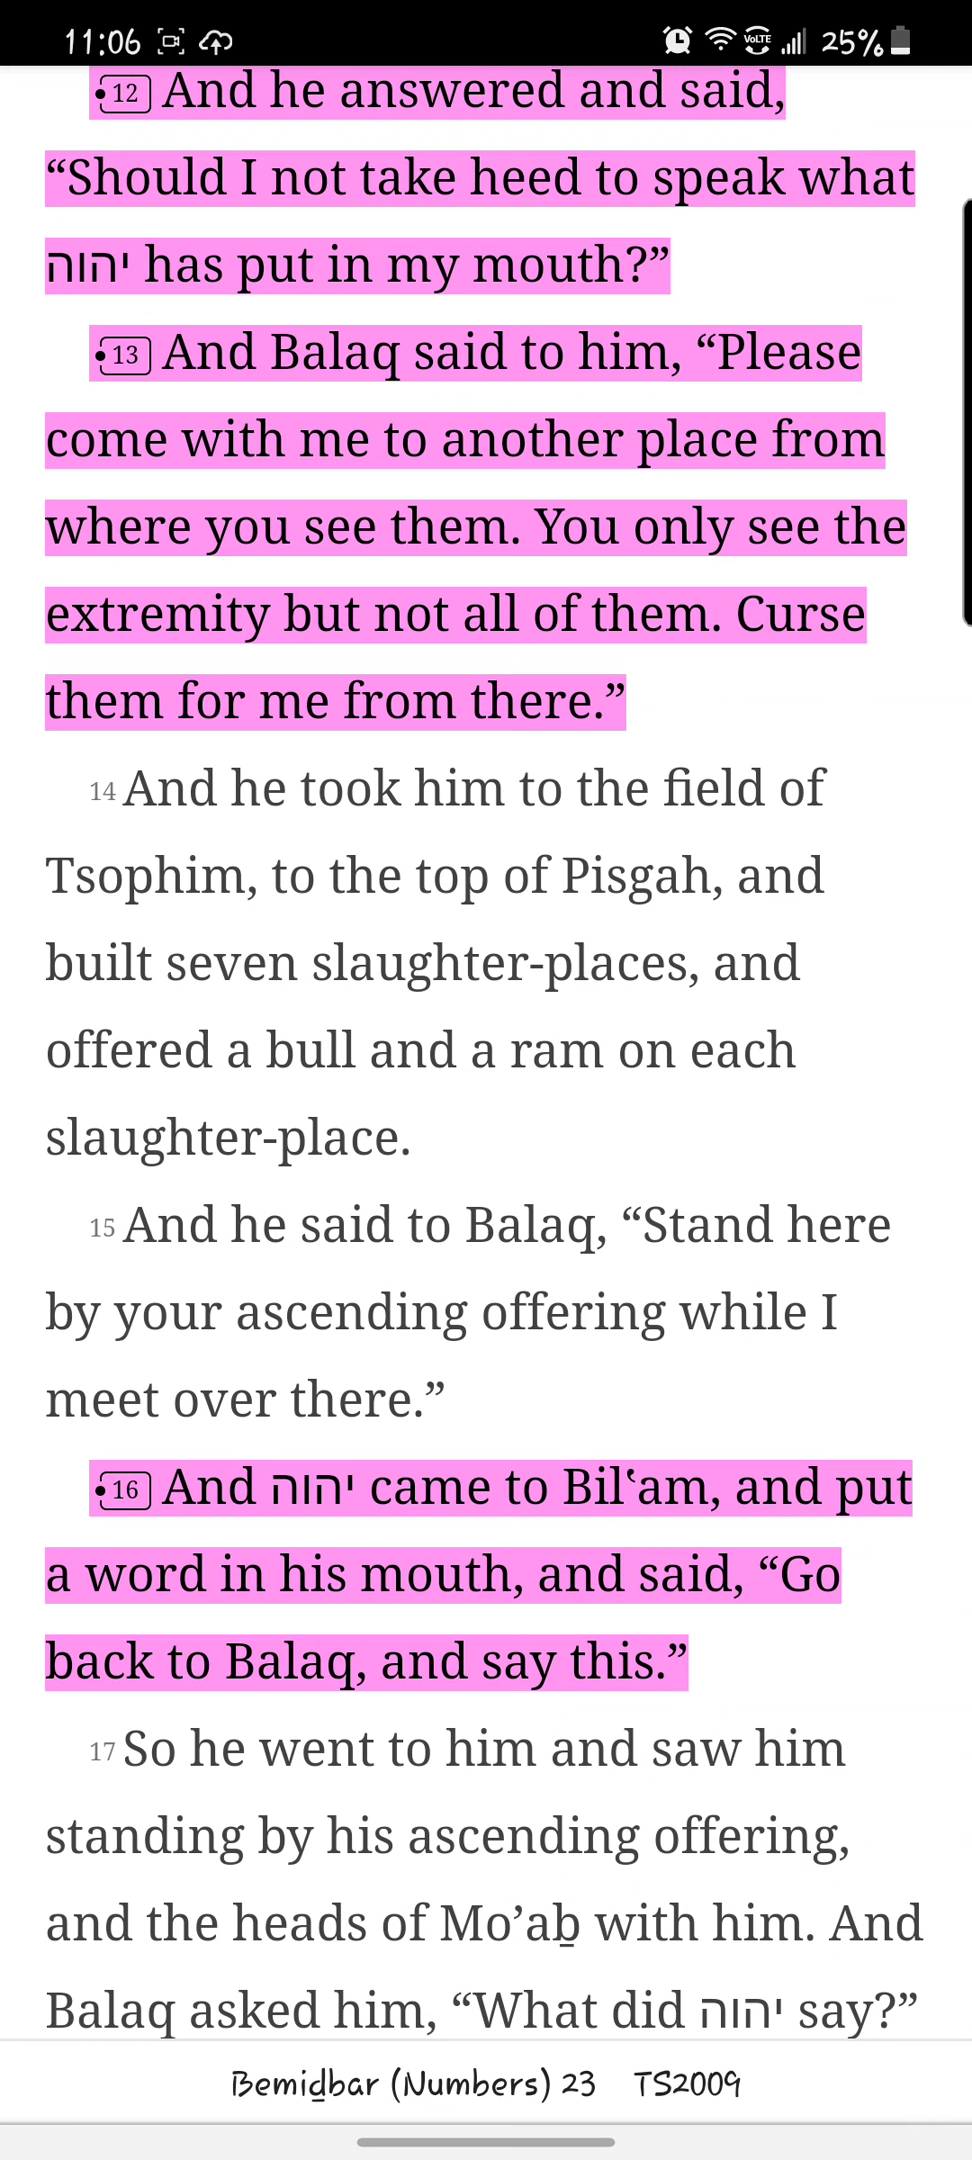 11:06 VoLTE 25%
12 And he answered and said,
“Should I not take heed to speak what
יהוה has put in my mouth?”
13 And Balaq said to him, “Please
come with me to another place from
where you see them. You only see the
extremity but not all of them. Curse
them for me from there.”
14 And he took him to the field of
Tsophim, to the top of Pisgah, and
built seven slaughter-places, and
offered a bull and a ram on each
slaughter-place.
15 And he said to Balaq, “Stand here
by your ascending offering while I
meet over there.”
16 And יהוה came to Bilʽam, and put
a word in his mouth, and said, “Go
back to Balaq, and say this.”
17 So he went to him and saw him
standing by his ascending offering,
and the heads of Mo’aḇ with him. And
Balaq asked him, “What did יהוה say?”
Bemiḏbar (Numbers) 23 TS2009